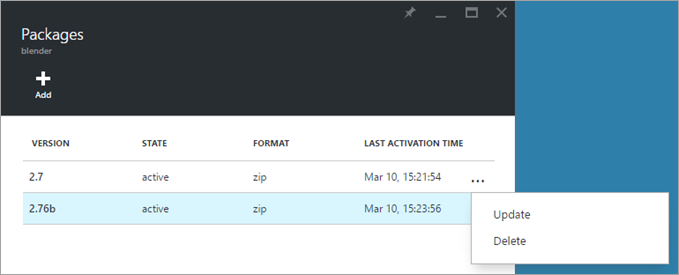 Packages
blender
Add
VERSION STATE FORMAT LAST ACTIVATION TIME
2.7 active zip Mar 10, 15:21:54 ...
2.76b active zip Mar 10, 15:23:56
Update
Delete